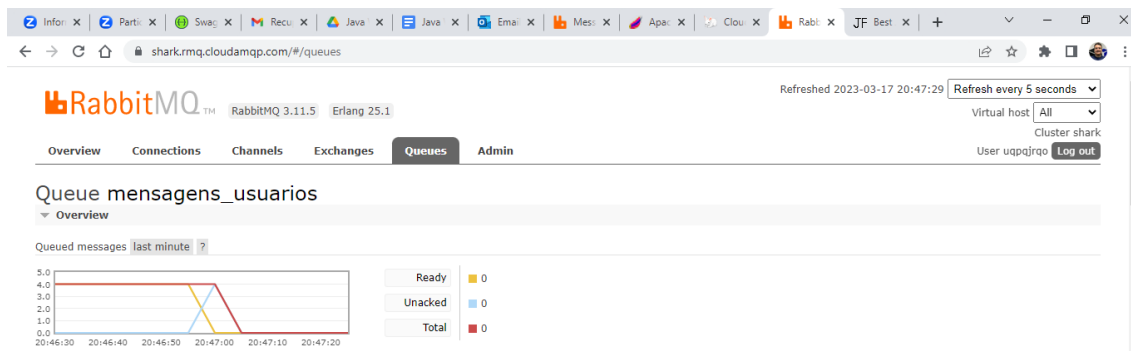 Infor
Partic
Swag
Recu
Java
Java
Emai
Mess
Apac
Clou
Rabb
JF Best
shark.rmq.cloudamqp.com/#/queues
RabbitMQ TM RabbitMQ 3.11.5 Erlang 25.1
Refreshed 2023-03-17 20:47:29 Refresh every 5 seconds
Virtual host All
Cluster shark
User uqpqjrqo Log out
Overview Connections Channels Exchanges Queues Admin
Queue mensagens_usuarios
Overview
Queued messages last minute ?
5.0
4.0
3.0
2.0
1.0
0.0
20:46:30 20:46:40 20:46:50 20:47:00 20:47:10 20:47:20
Ready 0
Unacked 0
Total 0